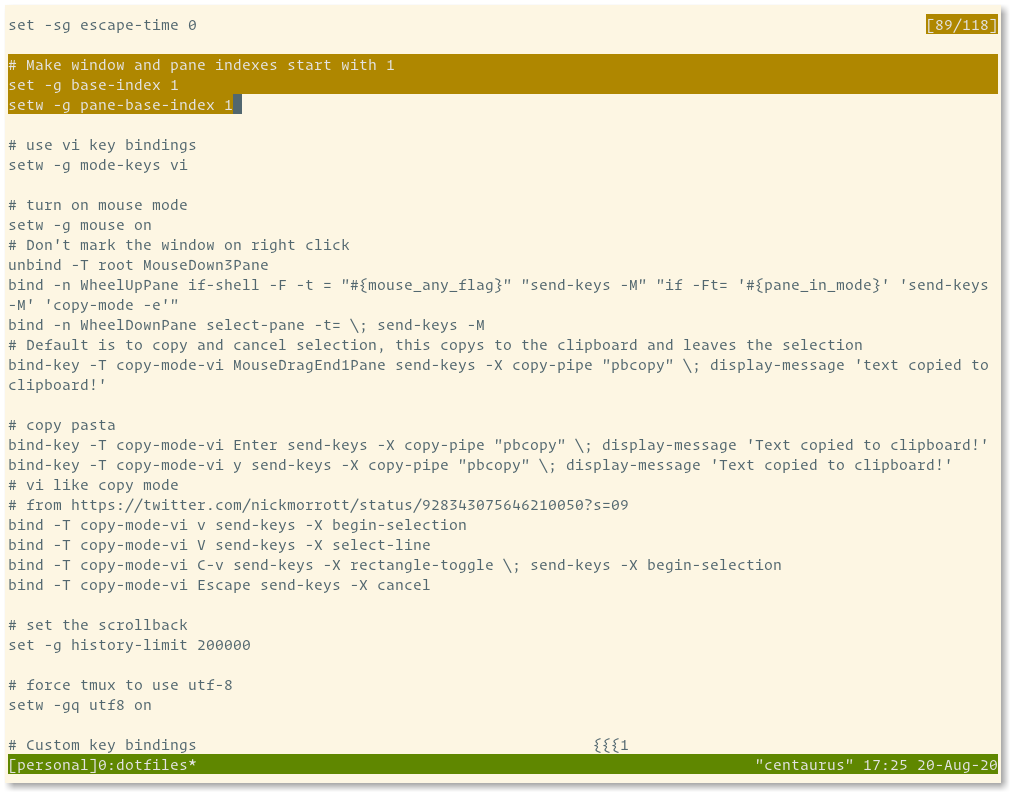 set -sg escape-time 0 [89/118]
# Make window and pane indexes start with 1
set -g base-index 1
setw -g pane-base-index 1
# use vi key bindings
setw -g mode-keys vi
# turn on mouse mode
setw -g mouse on
# Don't mark the window on right click
unbind -T root MouseDown3Pane
bind -n WheelUpPane if-shell -F -t = "#{mouse_any_flag}" "send-keys -M" "if -Ft= '#{pane_in_mode}' 'send-keys
-M' 'copy-mode -e'"
bind -n WheelDownPane select-pane -t= \; send-keys -M
# Default is to copy and cancel selection, this copys to the clipboard and leaves the selection
bind-key -T copy-mode-vi MouseDragEnd1Pane send-keys -X copy-pipe "pbcopy" \; display-message 'text copied to
clipboard!'
# copy pasta
bind-key -T copy-mode-vi Enter send-keys -X copy-pipe "pbcopy" \; display-message 'Text copied to clipboard!'
bind-key -T copy-mode-vi y send-keys -X copy-pipe "pbcopy" \; display-message 'Text copied to clipboard!'
# vi like copy mode
# from https://twitter.com/nickmorrott/status/928343075646210050?s=09
bind -T copy-mode-vi v send-keys -X begin-selection
bind -T copy-mode-vi V send-keys -X select-line
bind -T copy-mode-vi C-v send-keys -X rectangle-toggle \; send-keys -X begin-selection
bind -T copy-mode-vi Escape send-keys -X cancel
# set the scrollback
set -g history-limit 200000
# force tmux to use utf-8
setw -gq utf8 on
# Custom key bindings {{{1
[personal]0:dotfiles* "centaurus" 17:25 20-Aug-20